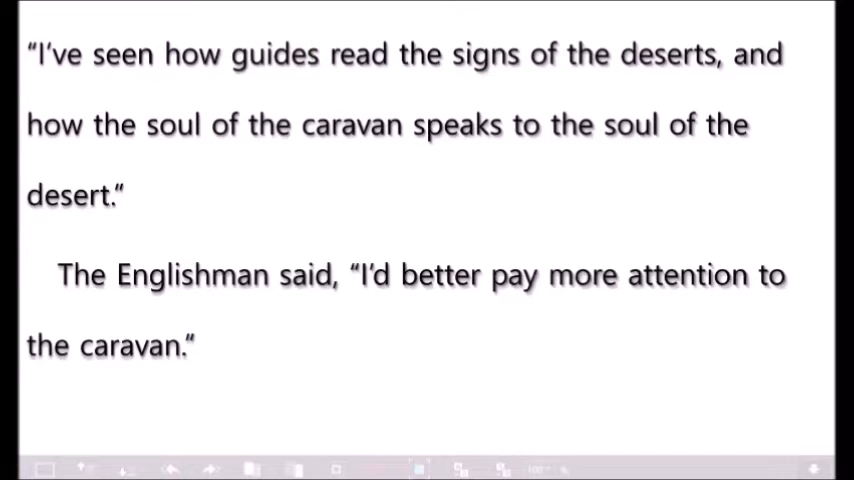 “I’ve seen how guides read the signs of the deserts, and
how the soul of the caravan speaks to the soul of the
desert.“
The Englishman said, “I’d better pay more attention to
the caravan.“
100%